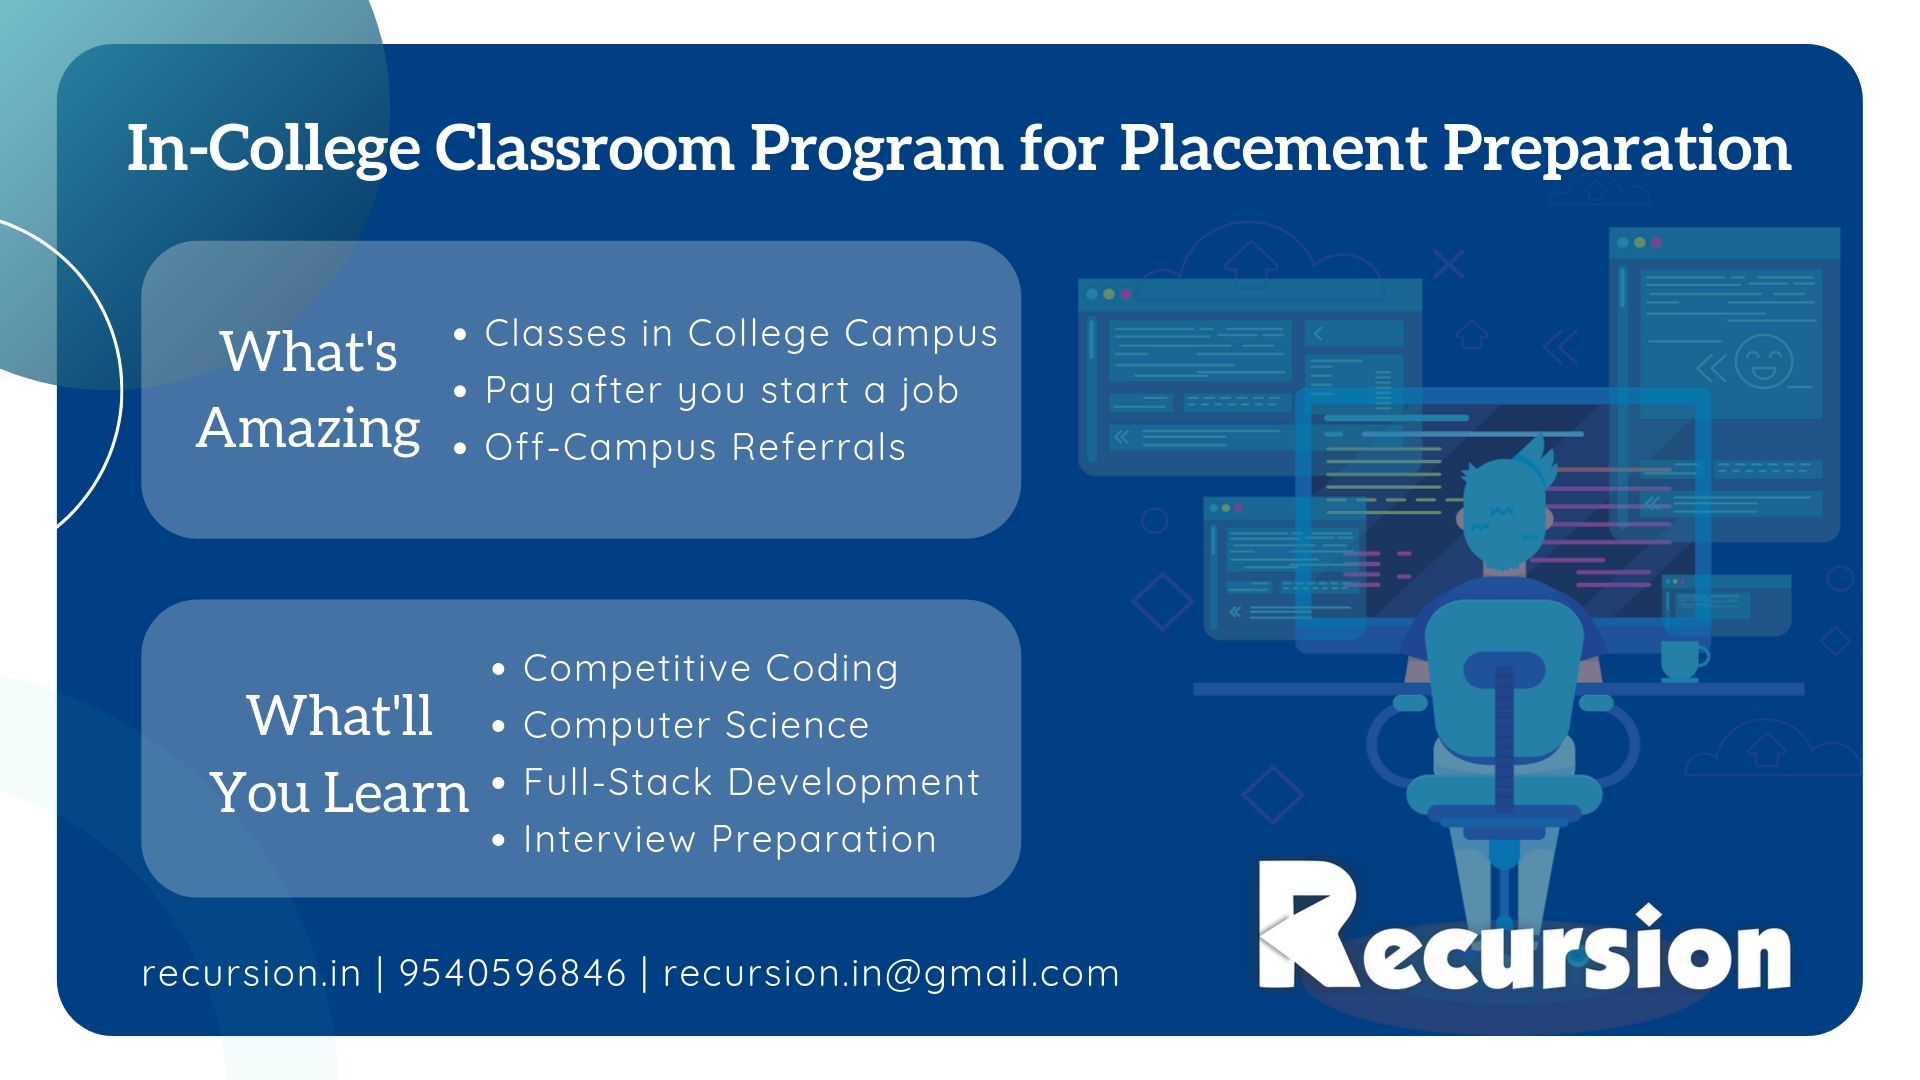 In-College Classroom Program for Placement Preparation
What's
Amazing
• Classes in College Campus
• Pay after you start a job
• Off-Campus Referrals
What'll
You Learn
• Competitive Coding
• Computer Science
• Full-Stack Development
• Interview Preparation
recursion.in | 9540596846 | recursion.in@gmail.com
Recursion